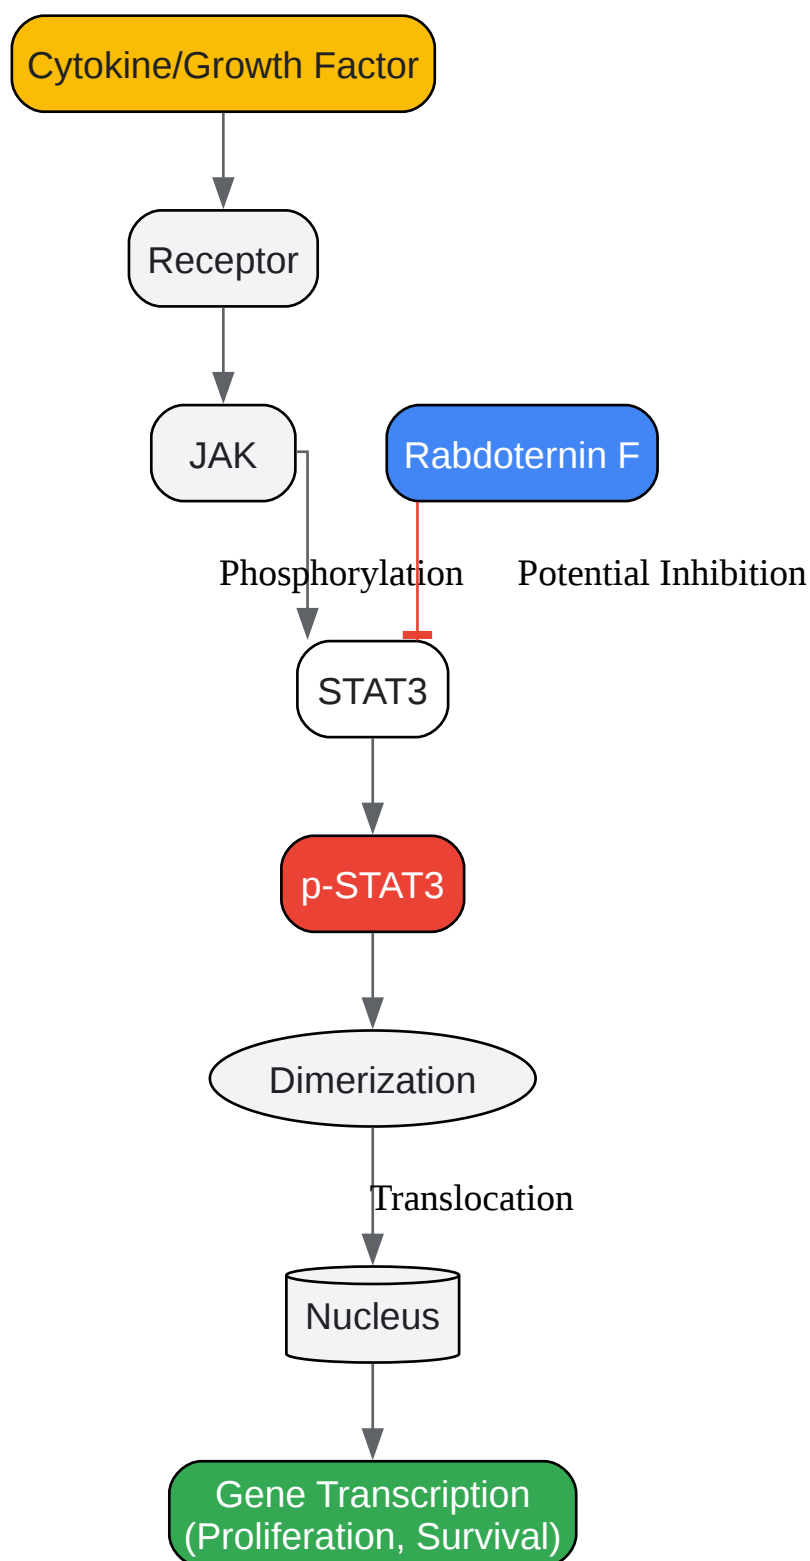 Cytokine/Growth Factor
Receptor
JAK
Rabdoternin F
Phosphorylation
Potential Inhibition
STAT3
p-STAT3
Dimerization
Translocation
Nucleus
Gene Transcription
(Proliferation, Survival)